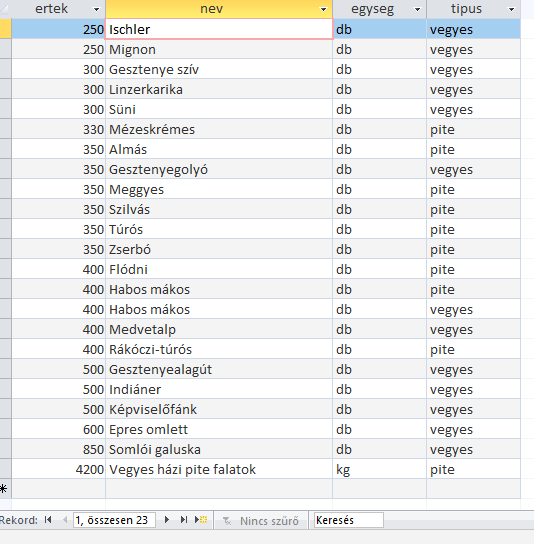 ertek nev egyseg tipus
250 Ischler db vegyes
250 Mignon db vegyes
300 Gesztenye szív db vegyes
300 Linzerkarika db vegyes
300 Süni db vegyes
330 Mézeskrémes db pite
350 Almás db pite
350 Gesztenyegolyó db vegyes
350 Meggyes db pite
350 Szilvás db pite
350 Túrós db pite
350 Zserbó db pite
400 Flódni db pite
400 Habos mákos db pite
400 Habos mákos db vegyes
400 Medvetalp db vegyes
400 Rákóczi-túrós db pite
500 Gesztenyealagút db vegyes
500 Indiáner db vegyes
500 Képviselőfánk db vegyes
600 Epres omlett db vegyes
850 Somlói galuska db vegyes
4200 Vegyes házi pite falatok kg pite
Rekord: 1, összesen 23 Nincs szűrő Keresés